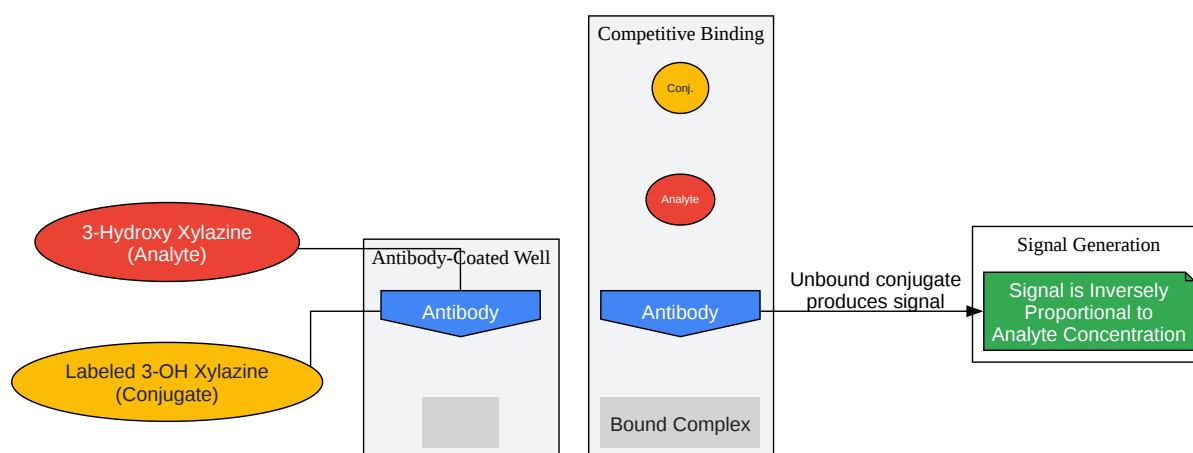 3-Hydroxy Xylazine
(Analyte)
Labeled 3-OH Xylazine
(Conjugate)
Antibody-Coated Well
Antibody
Competitive Binding
Conj.
Analyte
Antibody
Bound Complex
Unbound conjugate
produces signal
Signal Generation
Signal is Inversely
Proportional to
Analyte Concentration